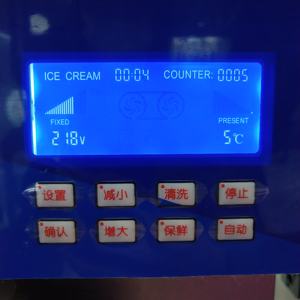 ICE CREAM 00:04 COUNTER: 0005
FIXED PRESENT
218v 5℃
设置 减小 清洗 停止
确认 增大 保鲜 自动